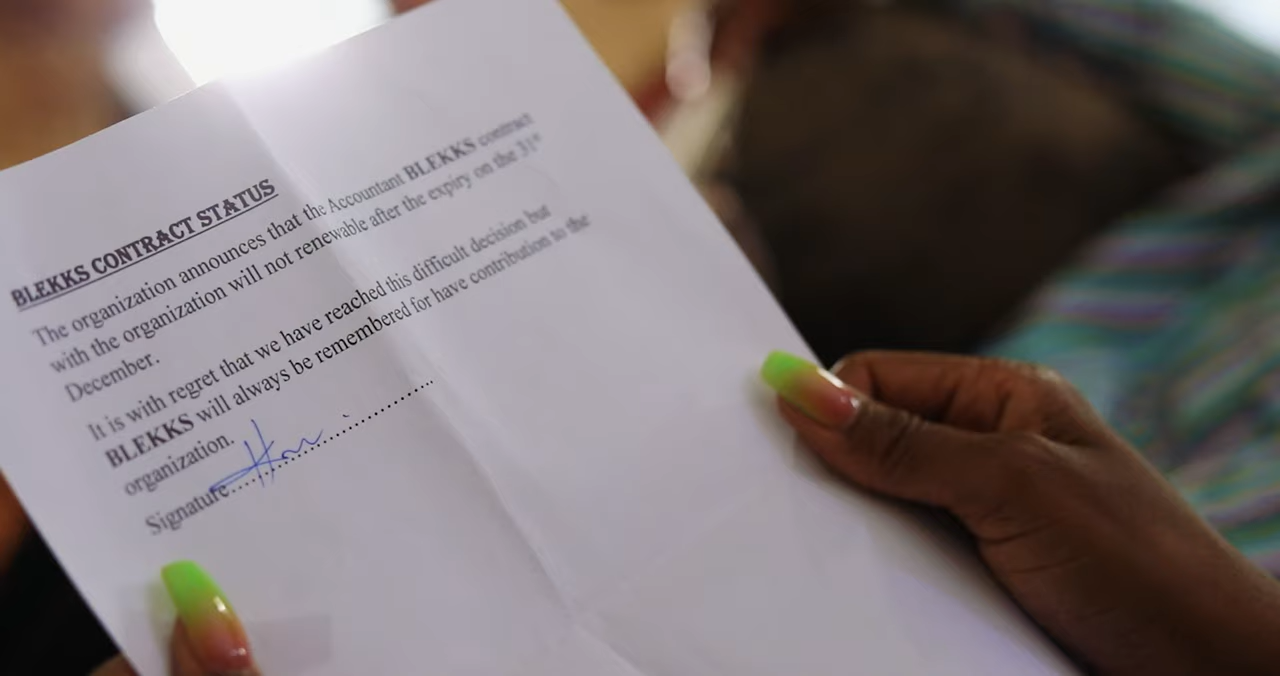 BLEKKS CONTRACT STATUS
The organization announces that the Accountant BLEKKS contract
with the organization will not renewable after the expiry on the 31st
December.
It is with regret that we have reached this difficult decision but
BLEKKS will always be remembered for have contribution to the
organization.
Signature....................